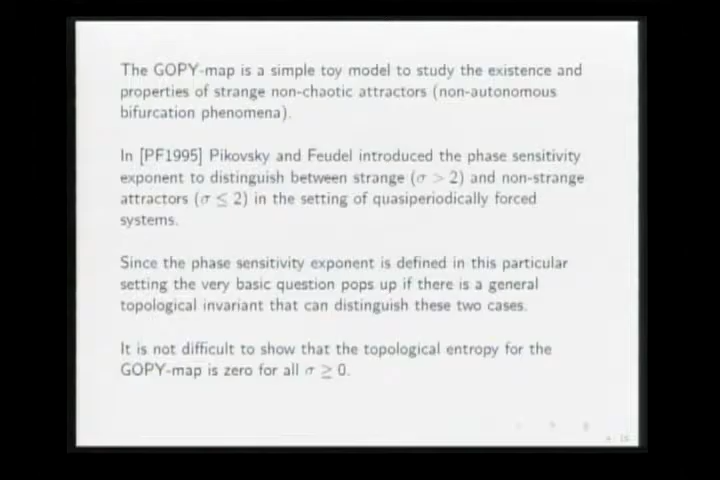 The GOPY-map is a simple toy model to study the existence and
properties of strange non-chaotic attractors (non-autonomous
bifurcation phenomena).
In [PF1995] Pikovsky and Feudel introduced the phase sensitivity
exponent to distinguish between strange (σ > 2) and non-strange
attractors (σ ≤ 2) in the setting of quasiperiodically forced
systems.
Since the phase sensitivity exponent is defined in this particular
setting the very basic question pops up if there is a general
topological invariant that can distinguish these two cases.
It is not difficult to show that the topological entropy for the
GOPY-map is zero for all σ ≥ 0.